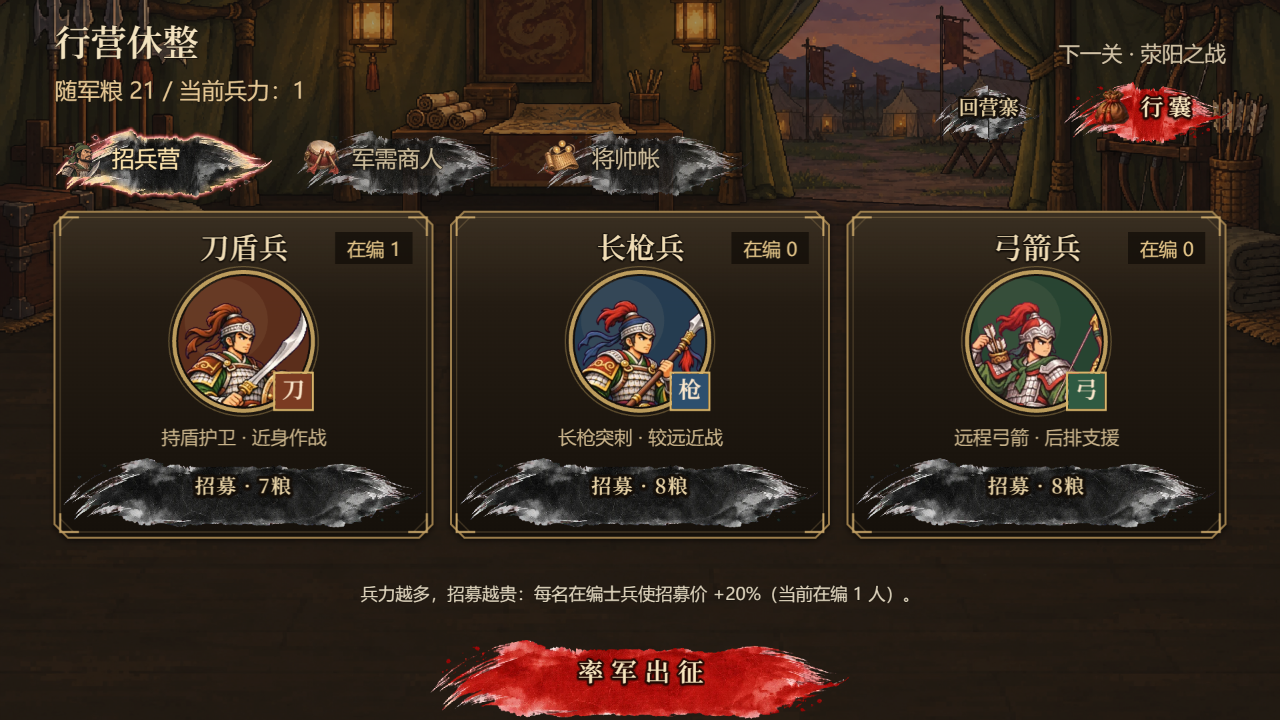 行营休整
下一关 · 荥阳之战
随军粮 21 / 当前兵力：1
回营寨
行囊
招兵营
军需商人
将帅帐
刀盾兵
在编 1
刀
持盾护卫 · 近身作战
招募 · 7粮
长枪兵
在编 0
枪
长枪突刺 · 较远近战
招募 · 8粮
弓箭兵
在编 0
弓
远程弓箭 · 后排支援
招募 · 8粮
兵力越多，招募越贵：每名在编士兵使招募价 +20%（当前在编 1 人）。
率军出征